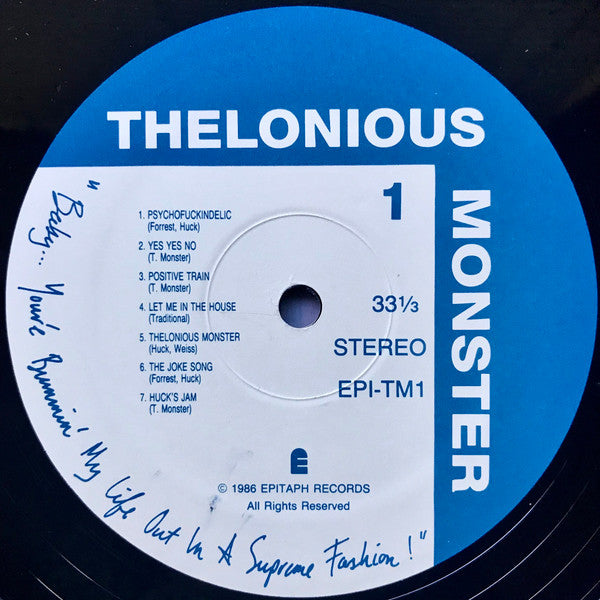 THELONIOUS
MONSTER
1
1. PSYCHOFUCKINDELIC
(Forrest, Huck)
2. YES YES NO
(T. Monster)
3. POSITIVE TRAIN
(T. Monster)
4. LET ME IN THE HOUSE
(Traditional)
5. THELONIOUS MONSTER
(Huck, Weiss)
6. THE JOKE SONG
(Forrest, Huck)
7. HUCK'S JAM
(T. Monster)
33⅓
STEREO
EPI-TM1
E
© 1986 EPITAPH RECORDS
All Rights Reserved
"Baby... You're Bummin' My Life Out In A Supreme Fashion!"